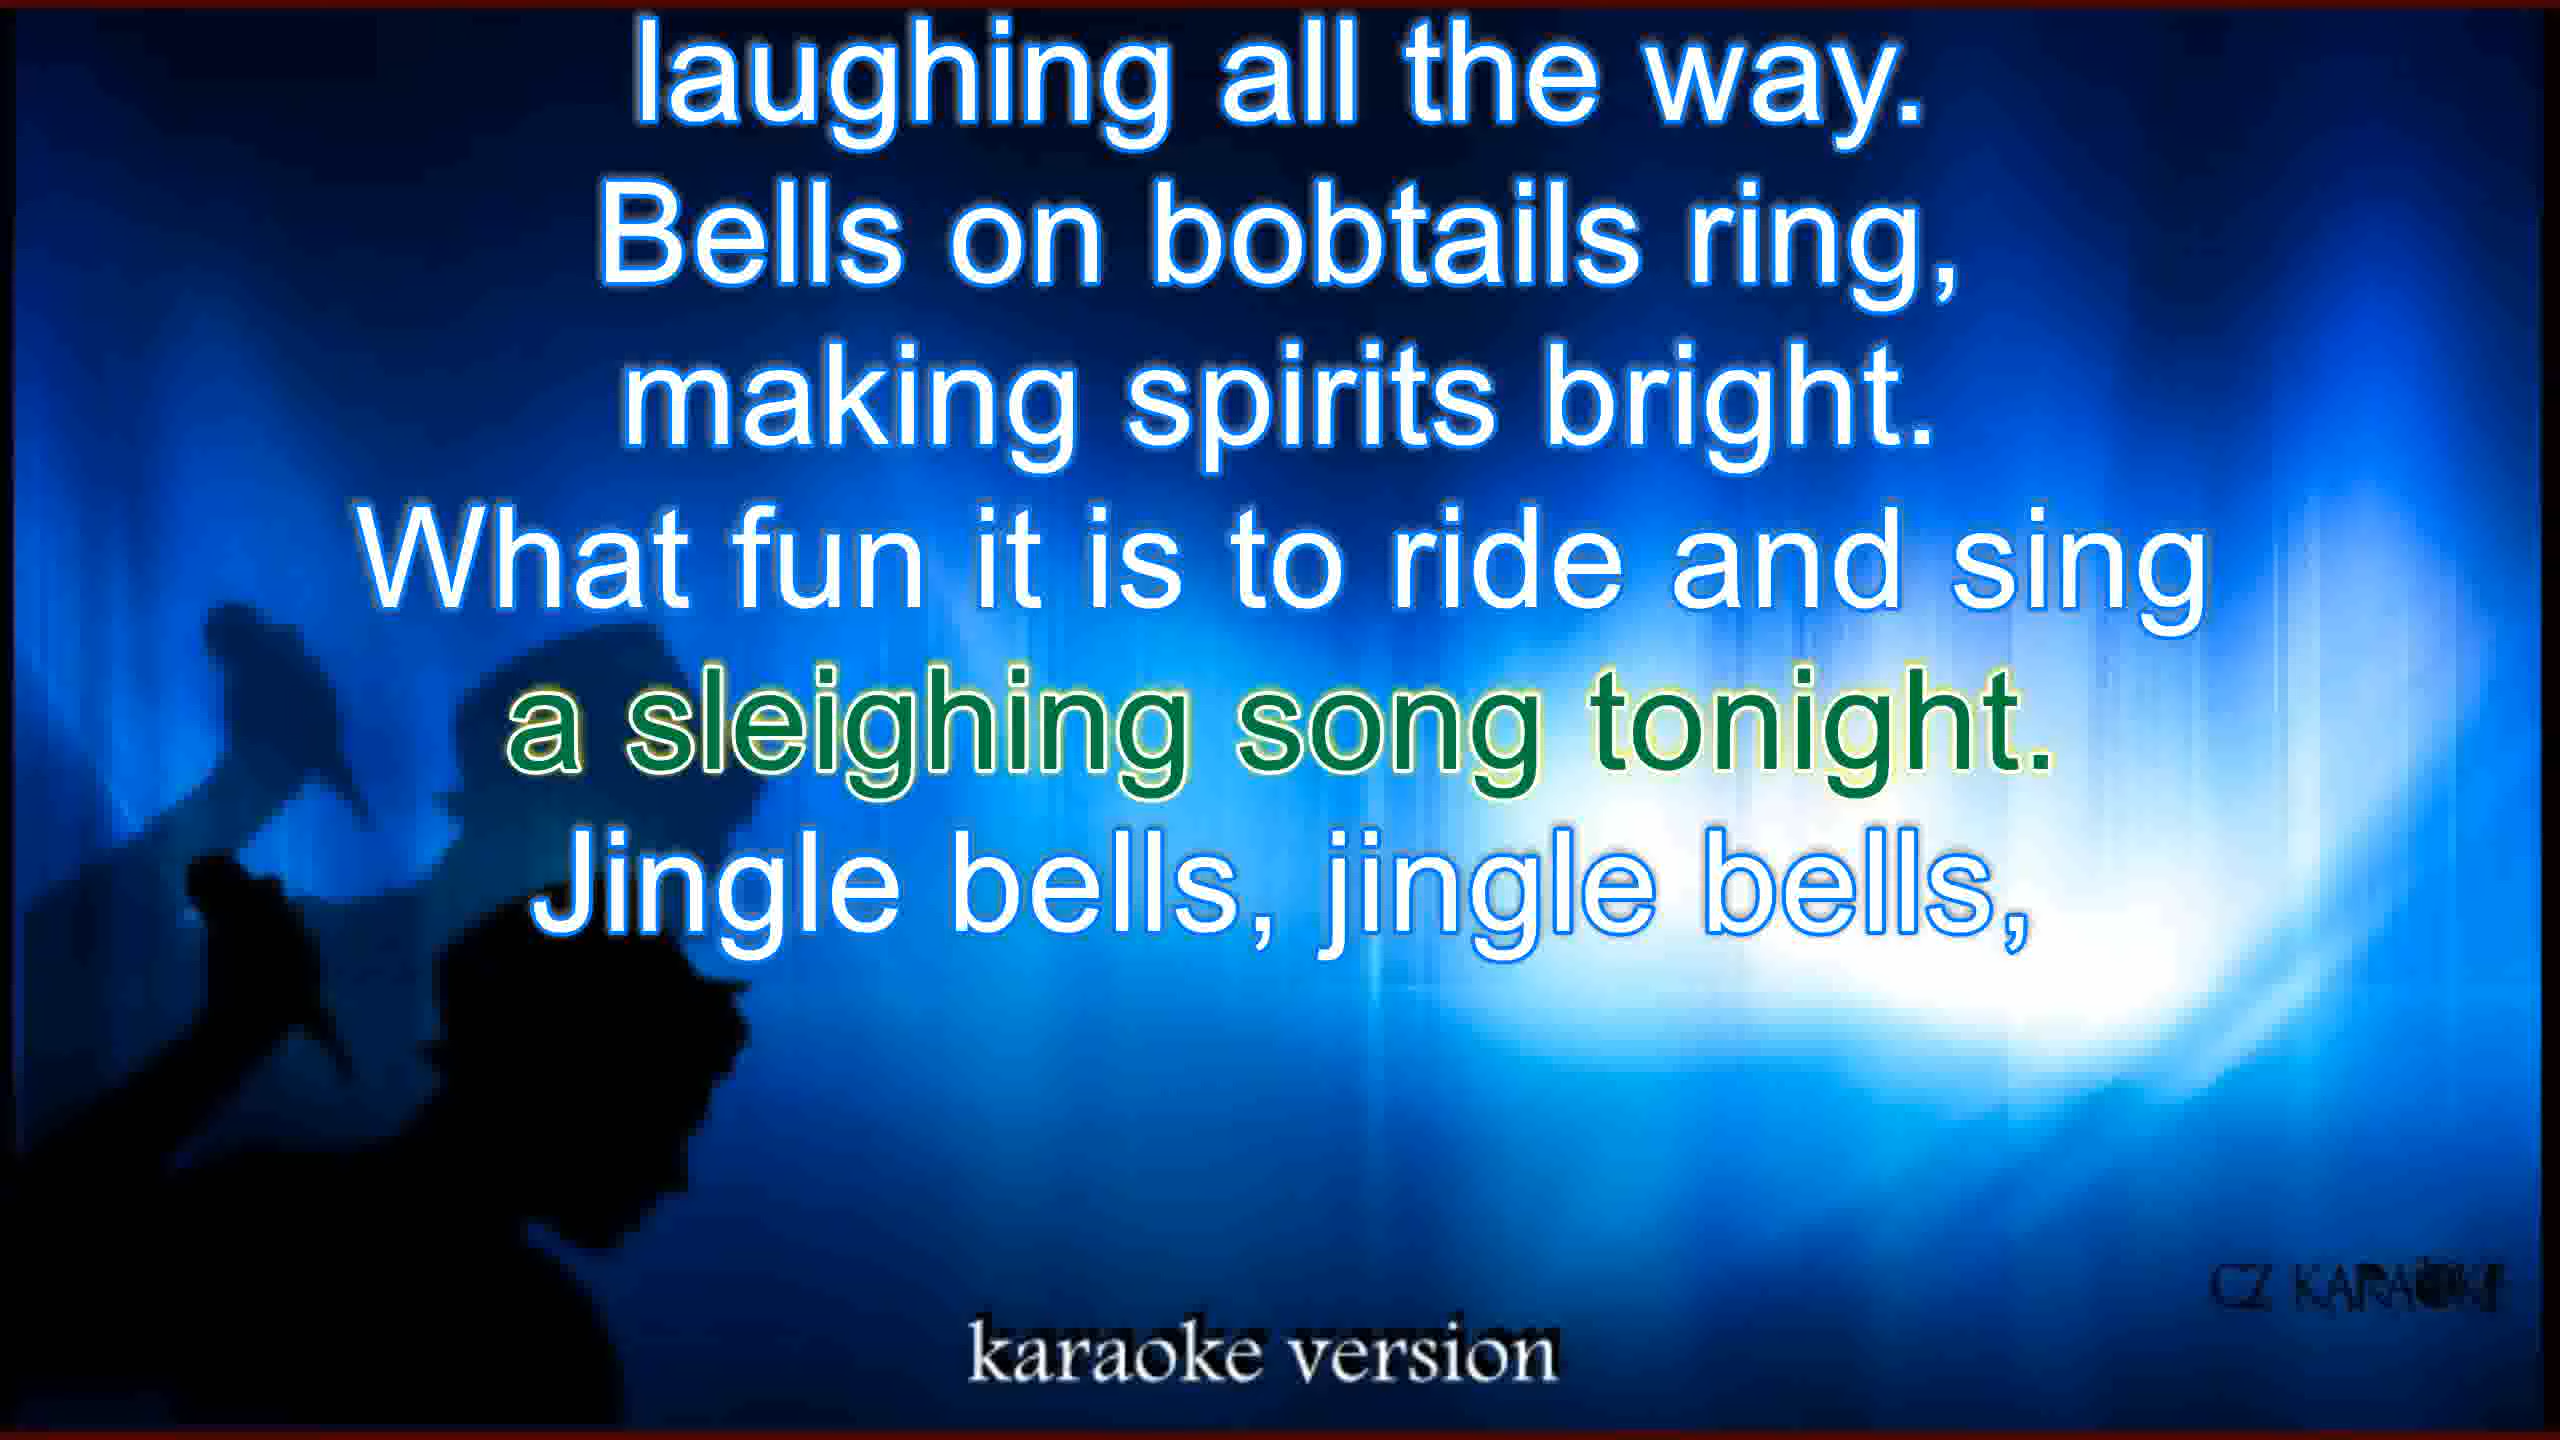 laughing all the way.
Bells on bobtails ring,
making spirits bright.
What fun it is to ride and sing
a sleighing song tonight.
Jingle bells, jingle bells,
CZ KARAOKE
karaoke version